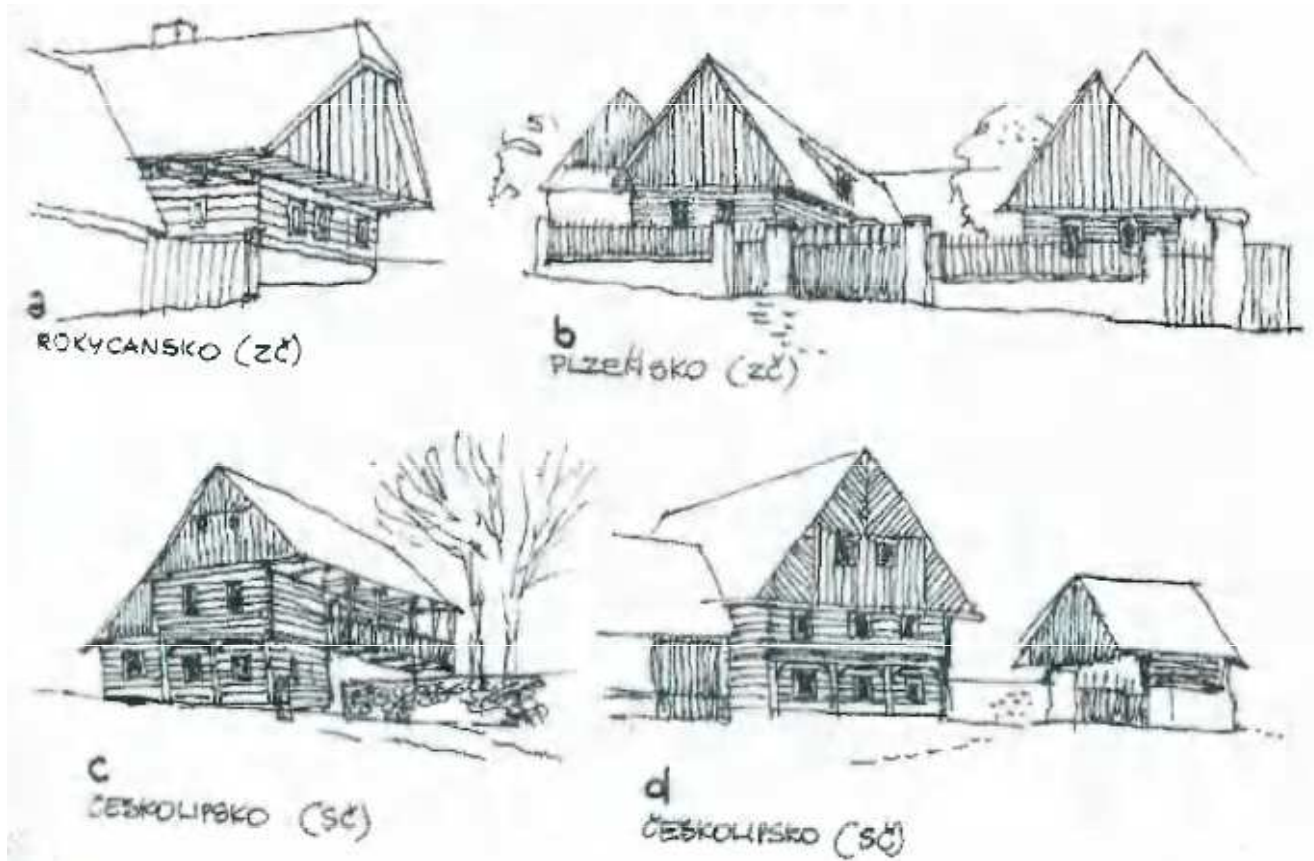 a
ROKYCANSKO (ZČ)
b
PLZEŇSKO (ZČ)
c
ČESKOLIPSKO (SČ)
d
ČESKOLIPSKO (SČ)